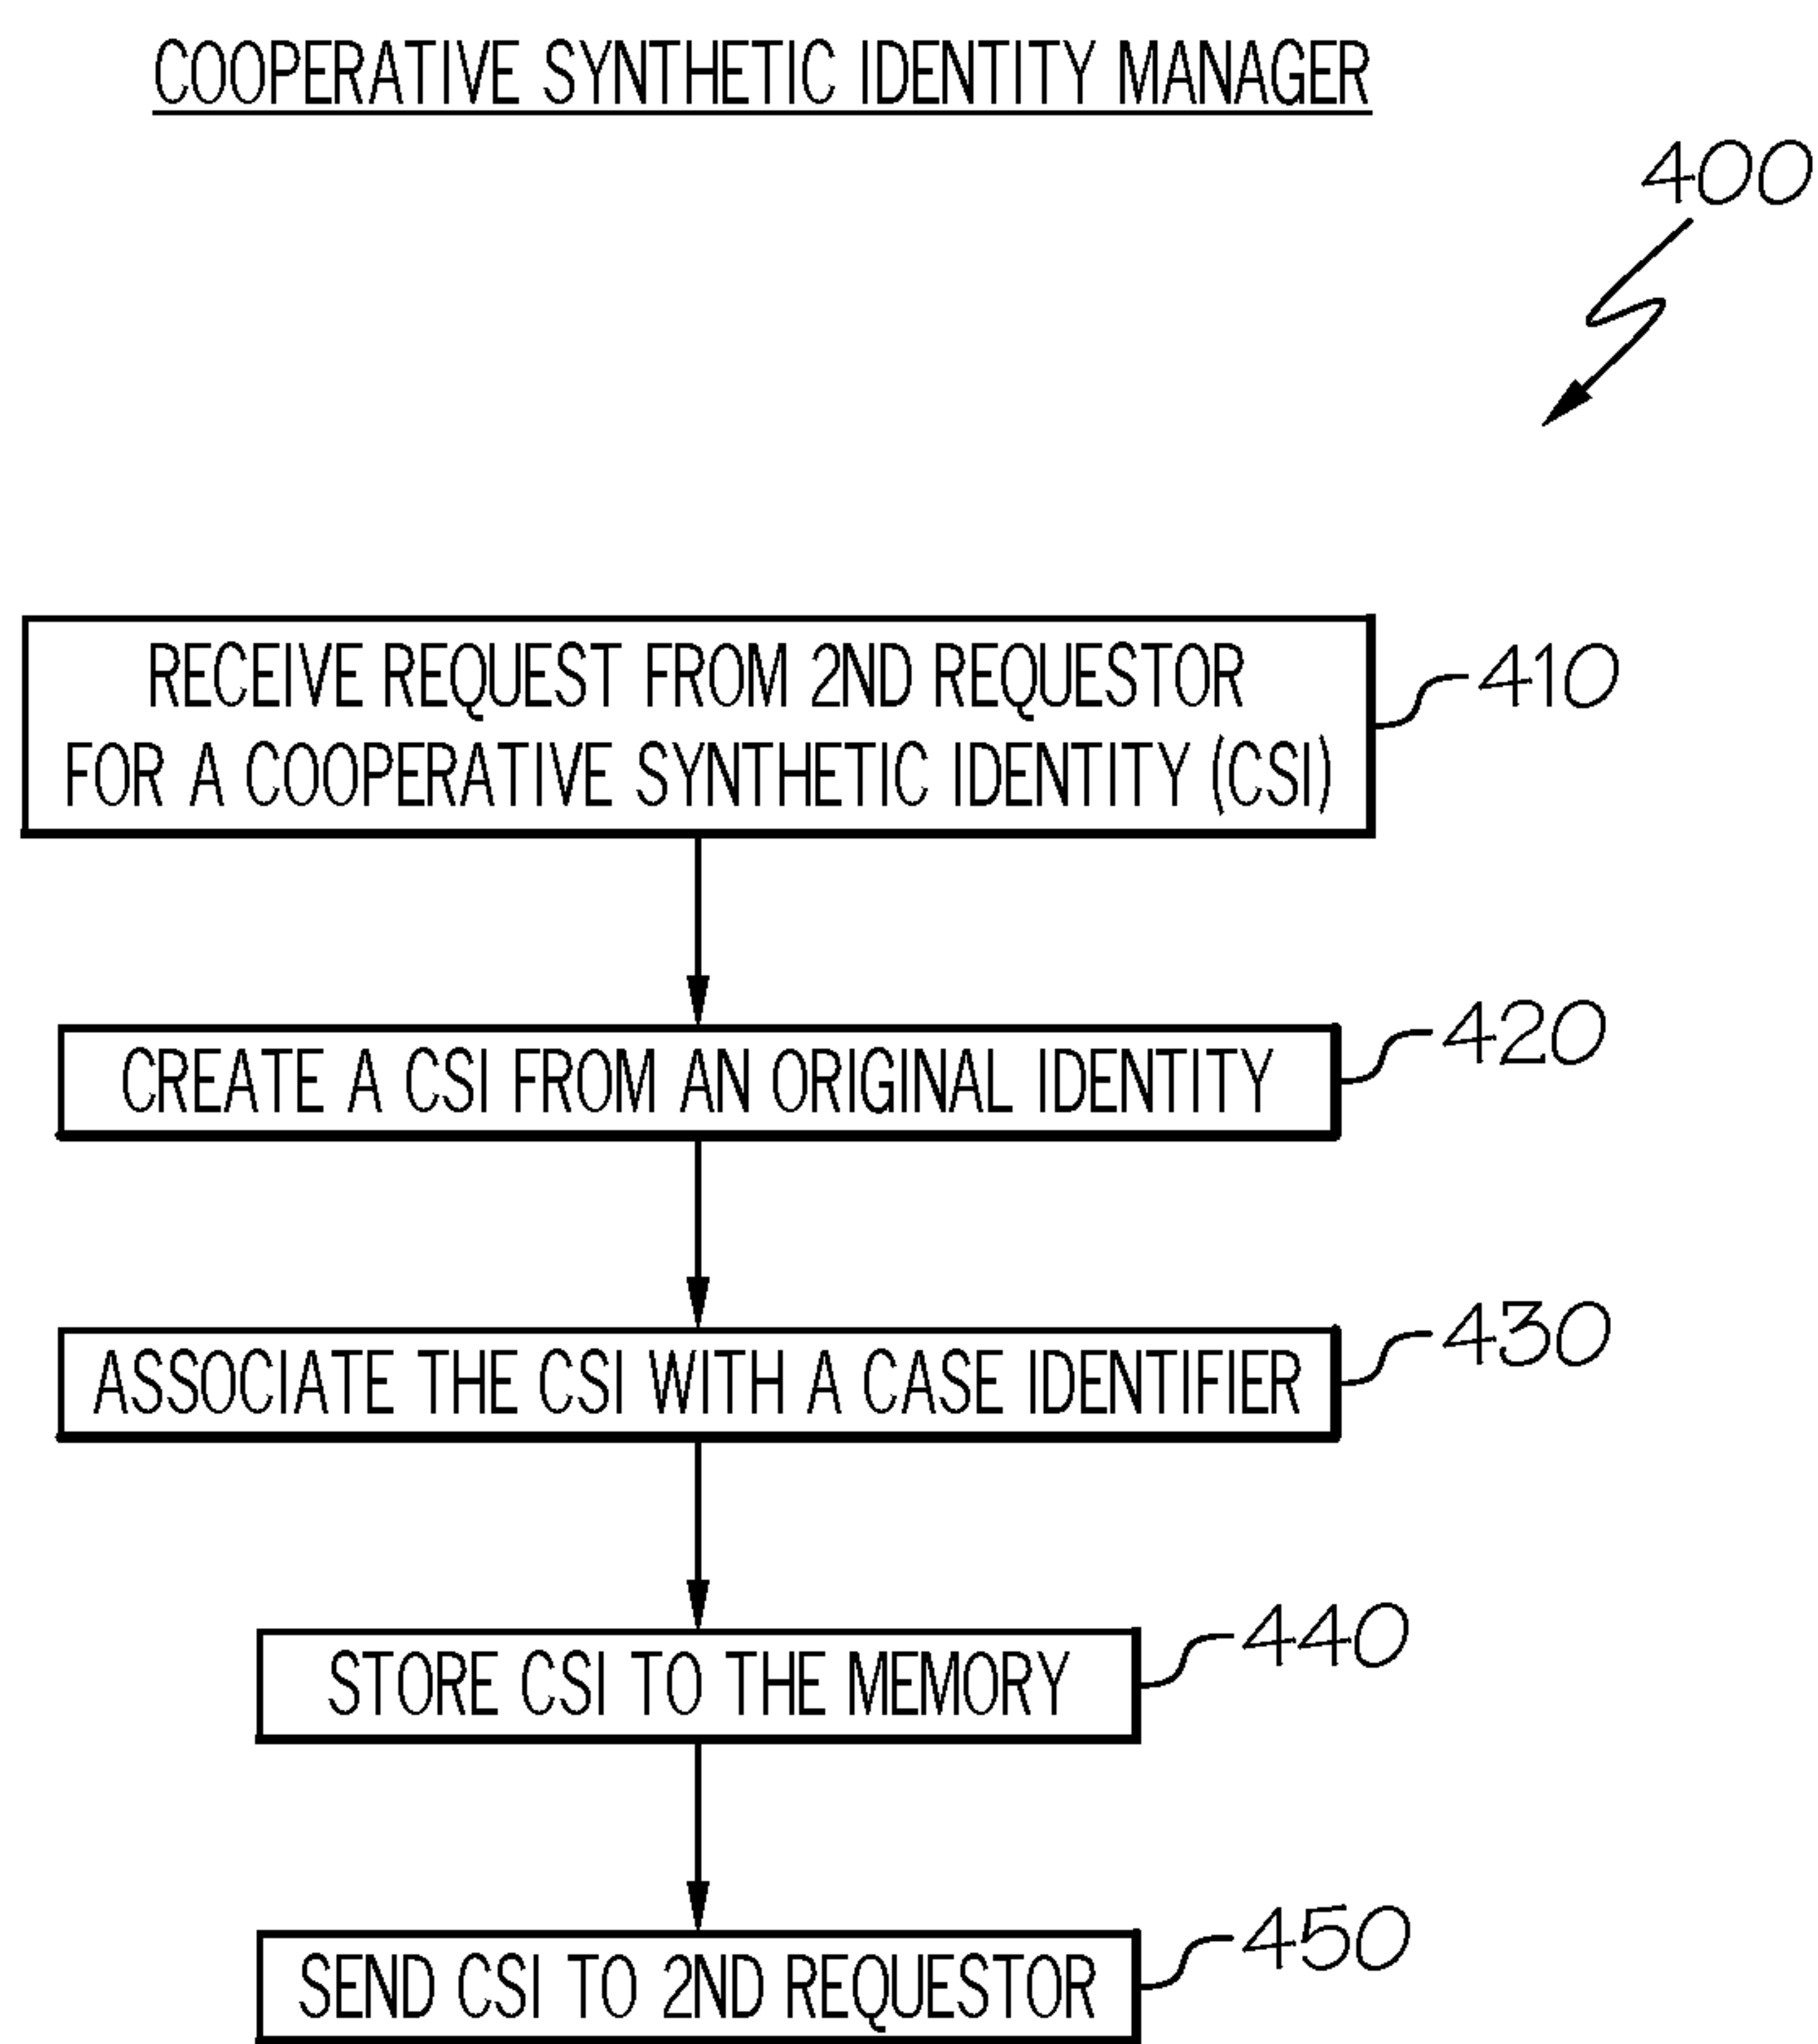 COOPERATIVE SYNTHETIC IDENTITY MANAGER
400
RECEIVE REQUEST FROM 2ND REQUESTOR
FOR A COOPERATIVE SYNTHETIC IDENTITY (CSI)
410
CREATE A CSI FROM AN ORIGINAL IDENTITY
420
ASSOCIATE THE CSI WITH A CASE IDENTIFIER
430
STORE CSI TO THE MEMORY
440
SEND CSI TO 2ND REQUESTOR
450